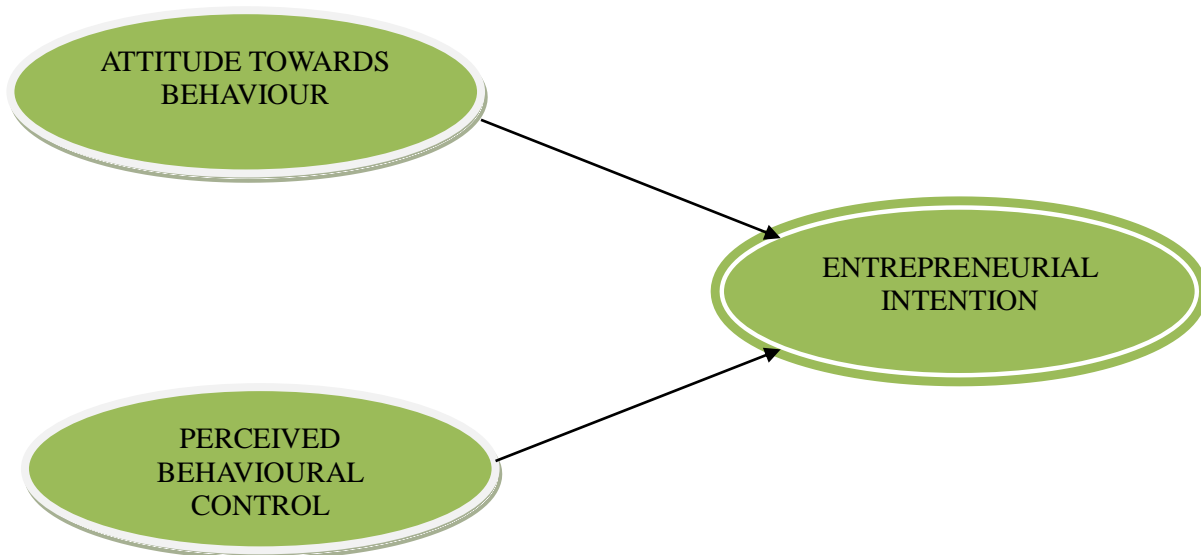 ATTITUDE TOWARDS
BEHAVIOUR
ENTREPRENEURIAL
INTENTION
PERCEIVED
BEHAVIOURAL
CONTROL